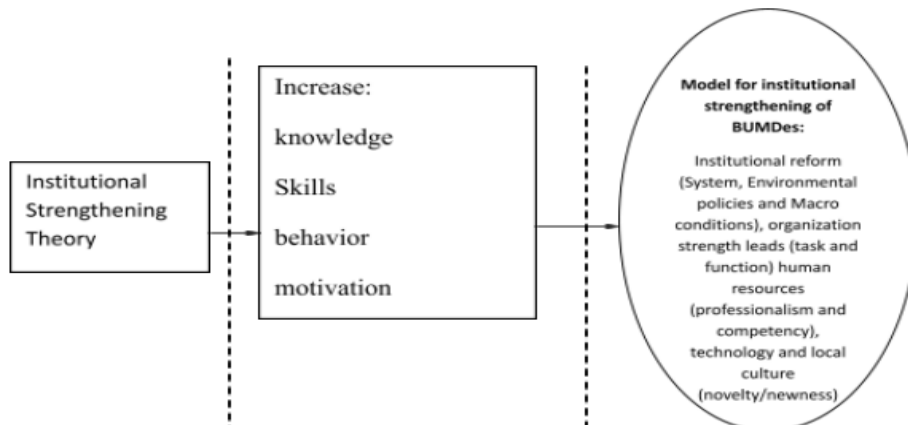 Institutional
Strengthening
Theory
Increase:
knowledge
Skills
behavior
motivation
Model for institutional
strengthening of
BUMDes:
Institutional reform
(System, Environmental
policies and Macro
conditions), organization
strength leads (task and
function) human
resources
(professionalism and
competency),
technology and local
culture
(novelty/newness)